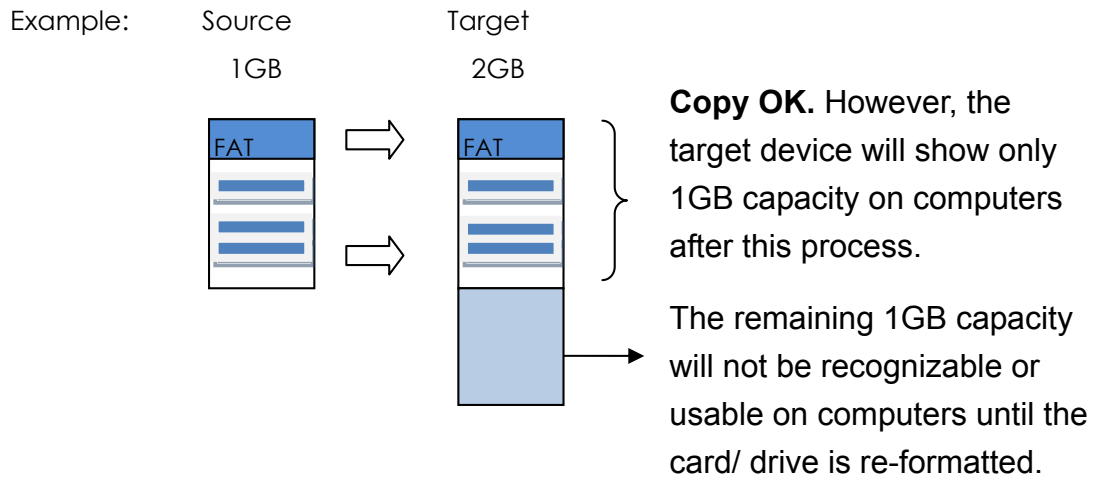 Example: Source Target
1GB 2GB
FAT FAT
Copy OK. However, the
target device will show only
1GB capacity on computers
after this process.
The remaining 1GB capacity
will not be recognizable or
usable on computers until the
card/ drive is re-formatted.